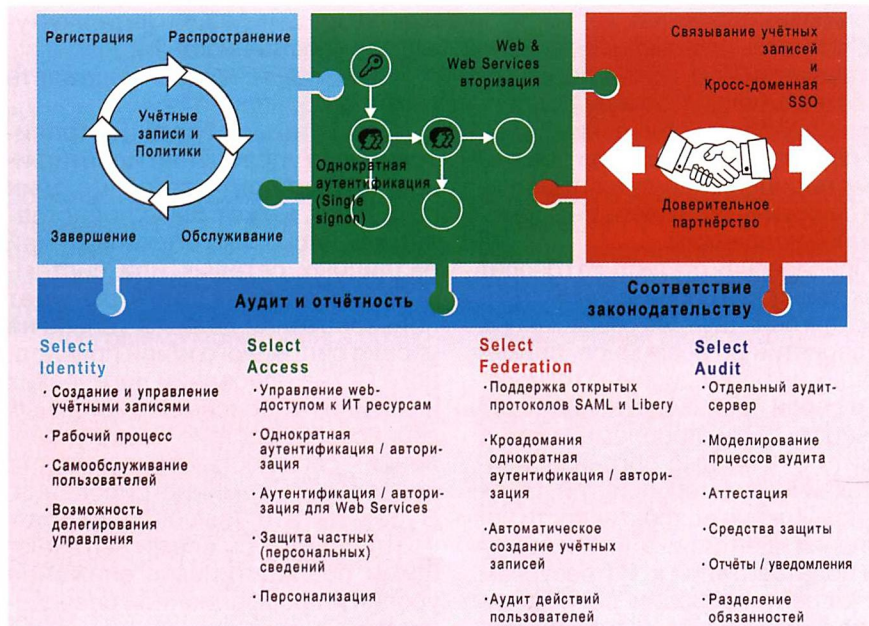 Регистрация
Распространение
Учётные
записи и
Политики
Завершение
Обслуживание
Web &
Web Services
вторизация
Однократная
аутентификация
(Single
signon)
Связывание учётных
записей
и
Кросс-доменная
SSO
Доверительное
партнёрство
Аудит и отчётность
Соответствие
законодательству
Select
Identity
· Создание и управление
учётными записями
· Рабочий процесс
· Самообслуживание
пользователей
· Возможность
делегирования
управления
Select
Access
· Управление web-
доступом к ИТ ресурсам
· Однократная
аутентификация / автори-
зация
· Аутентификация / автори-
зация для Web Services
· Защита частных
(персональных)
сведений
· Персонализация
Select
Federation
· Поддержка открытых
протоколов SAML и Libery
· Кроадомания
однократная
аутентификация / автори-
зация
· Автоматическое
создание учётных
записей
· Аудит действий
пользователей
Select
Audit
· Отдельный аудит-
сервер
· Моделирование
прцессов аудита
· Аттестация
· Средства защиты
· Отчёты / уведомления
· Разделение
обязанностей